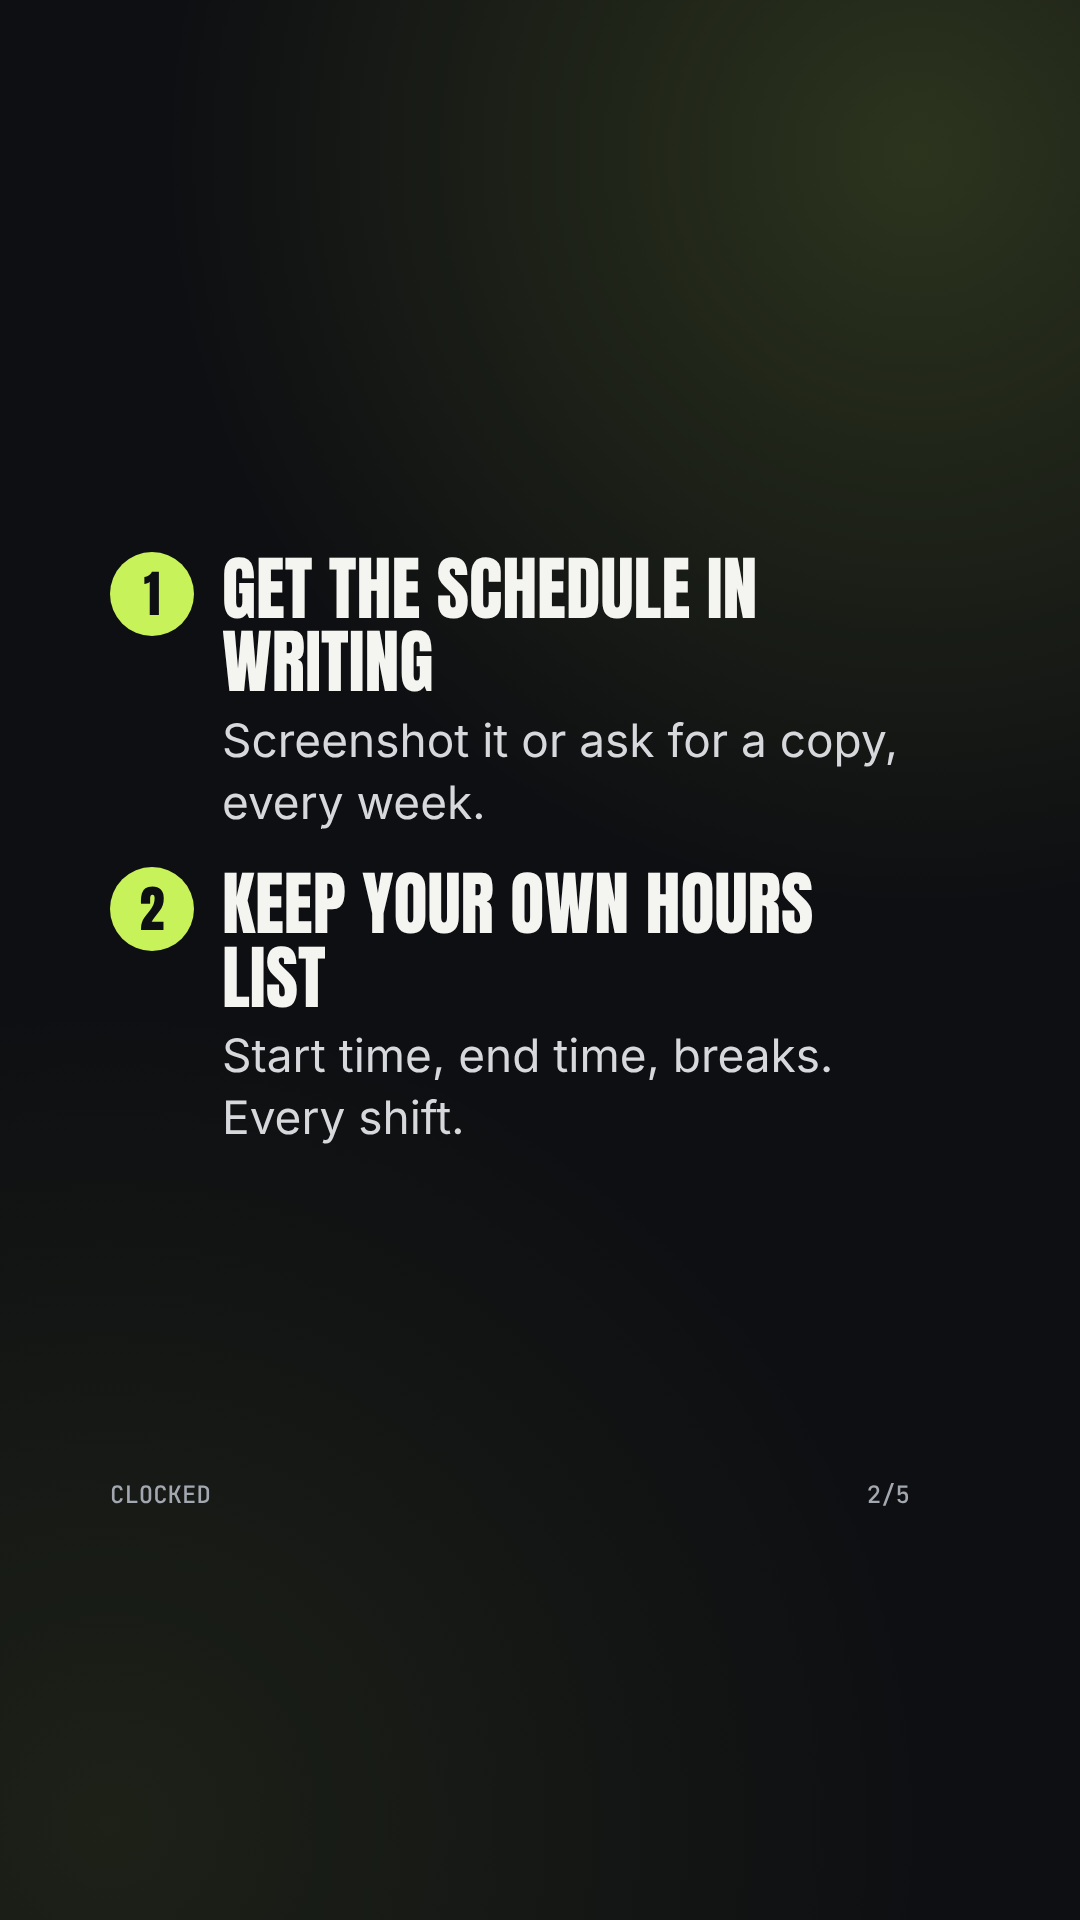 1
GET THE SCHEDULE IN
WRITING
Screenshot it or ask for a copy,
every week.
2
KEEP YOUR OWN HOURS
LIST
Start time, end time, breaks.
Every shift.
CLOCKED
2/5